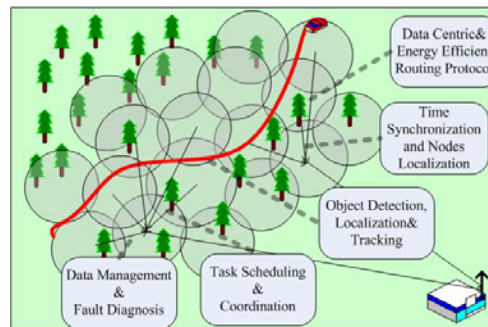 Data Centric&
Energy Efficient
Routing Protocol
Time
Synchronization
and Nodes
Localization
Object Detection,
Localization&
Tracking
Data Management
&
Fault Diagnosis
Task Scheduling
&
Coordination